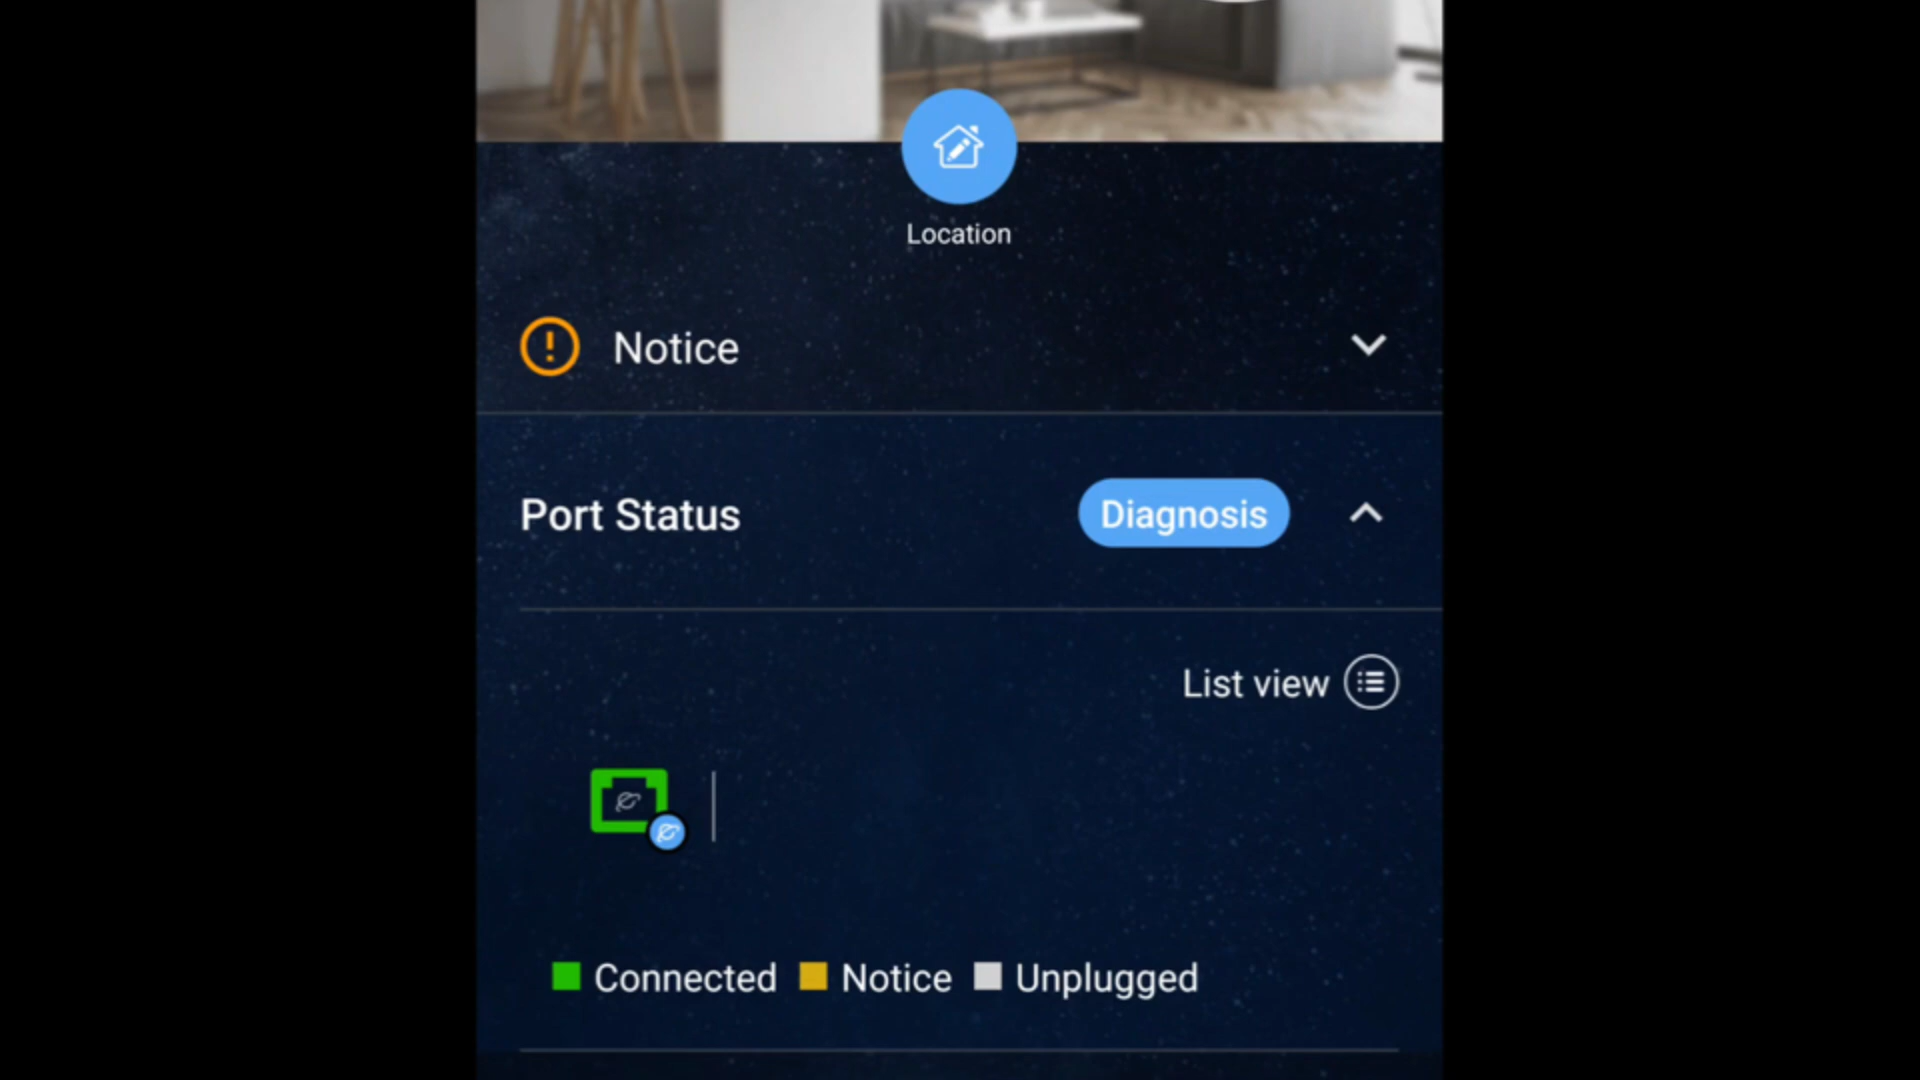 Location
Notice
Port Status
Diagnosis
List view
Connected Notice Unplugged